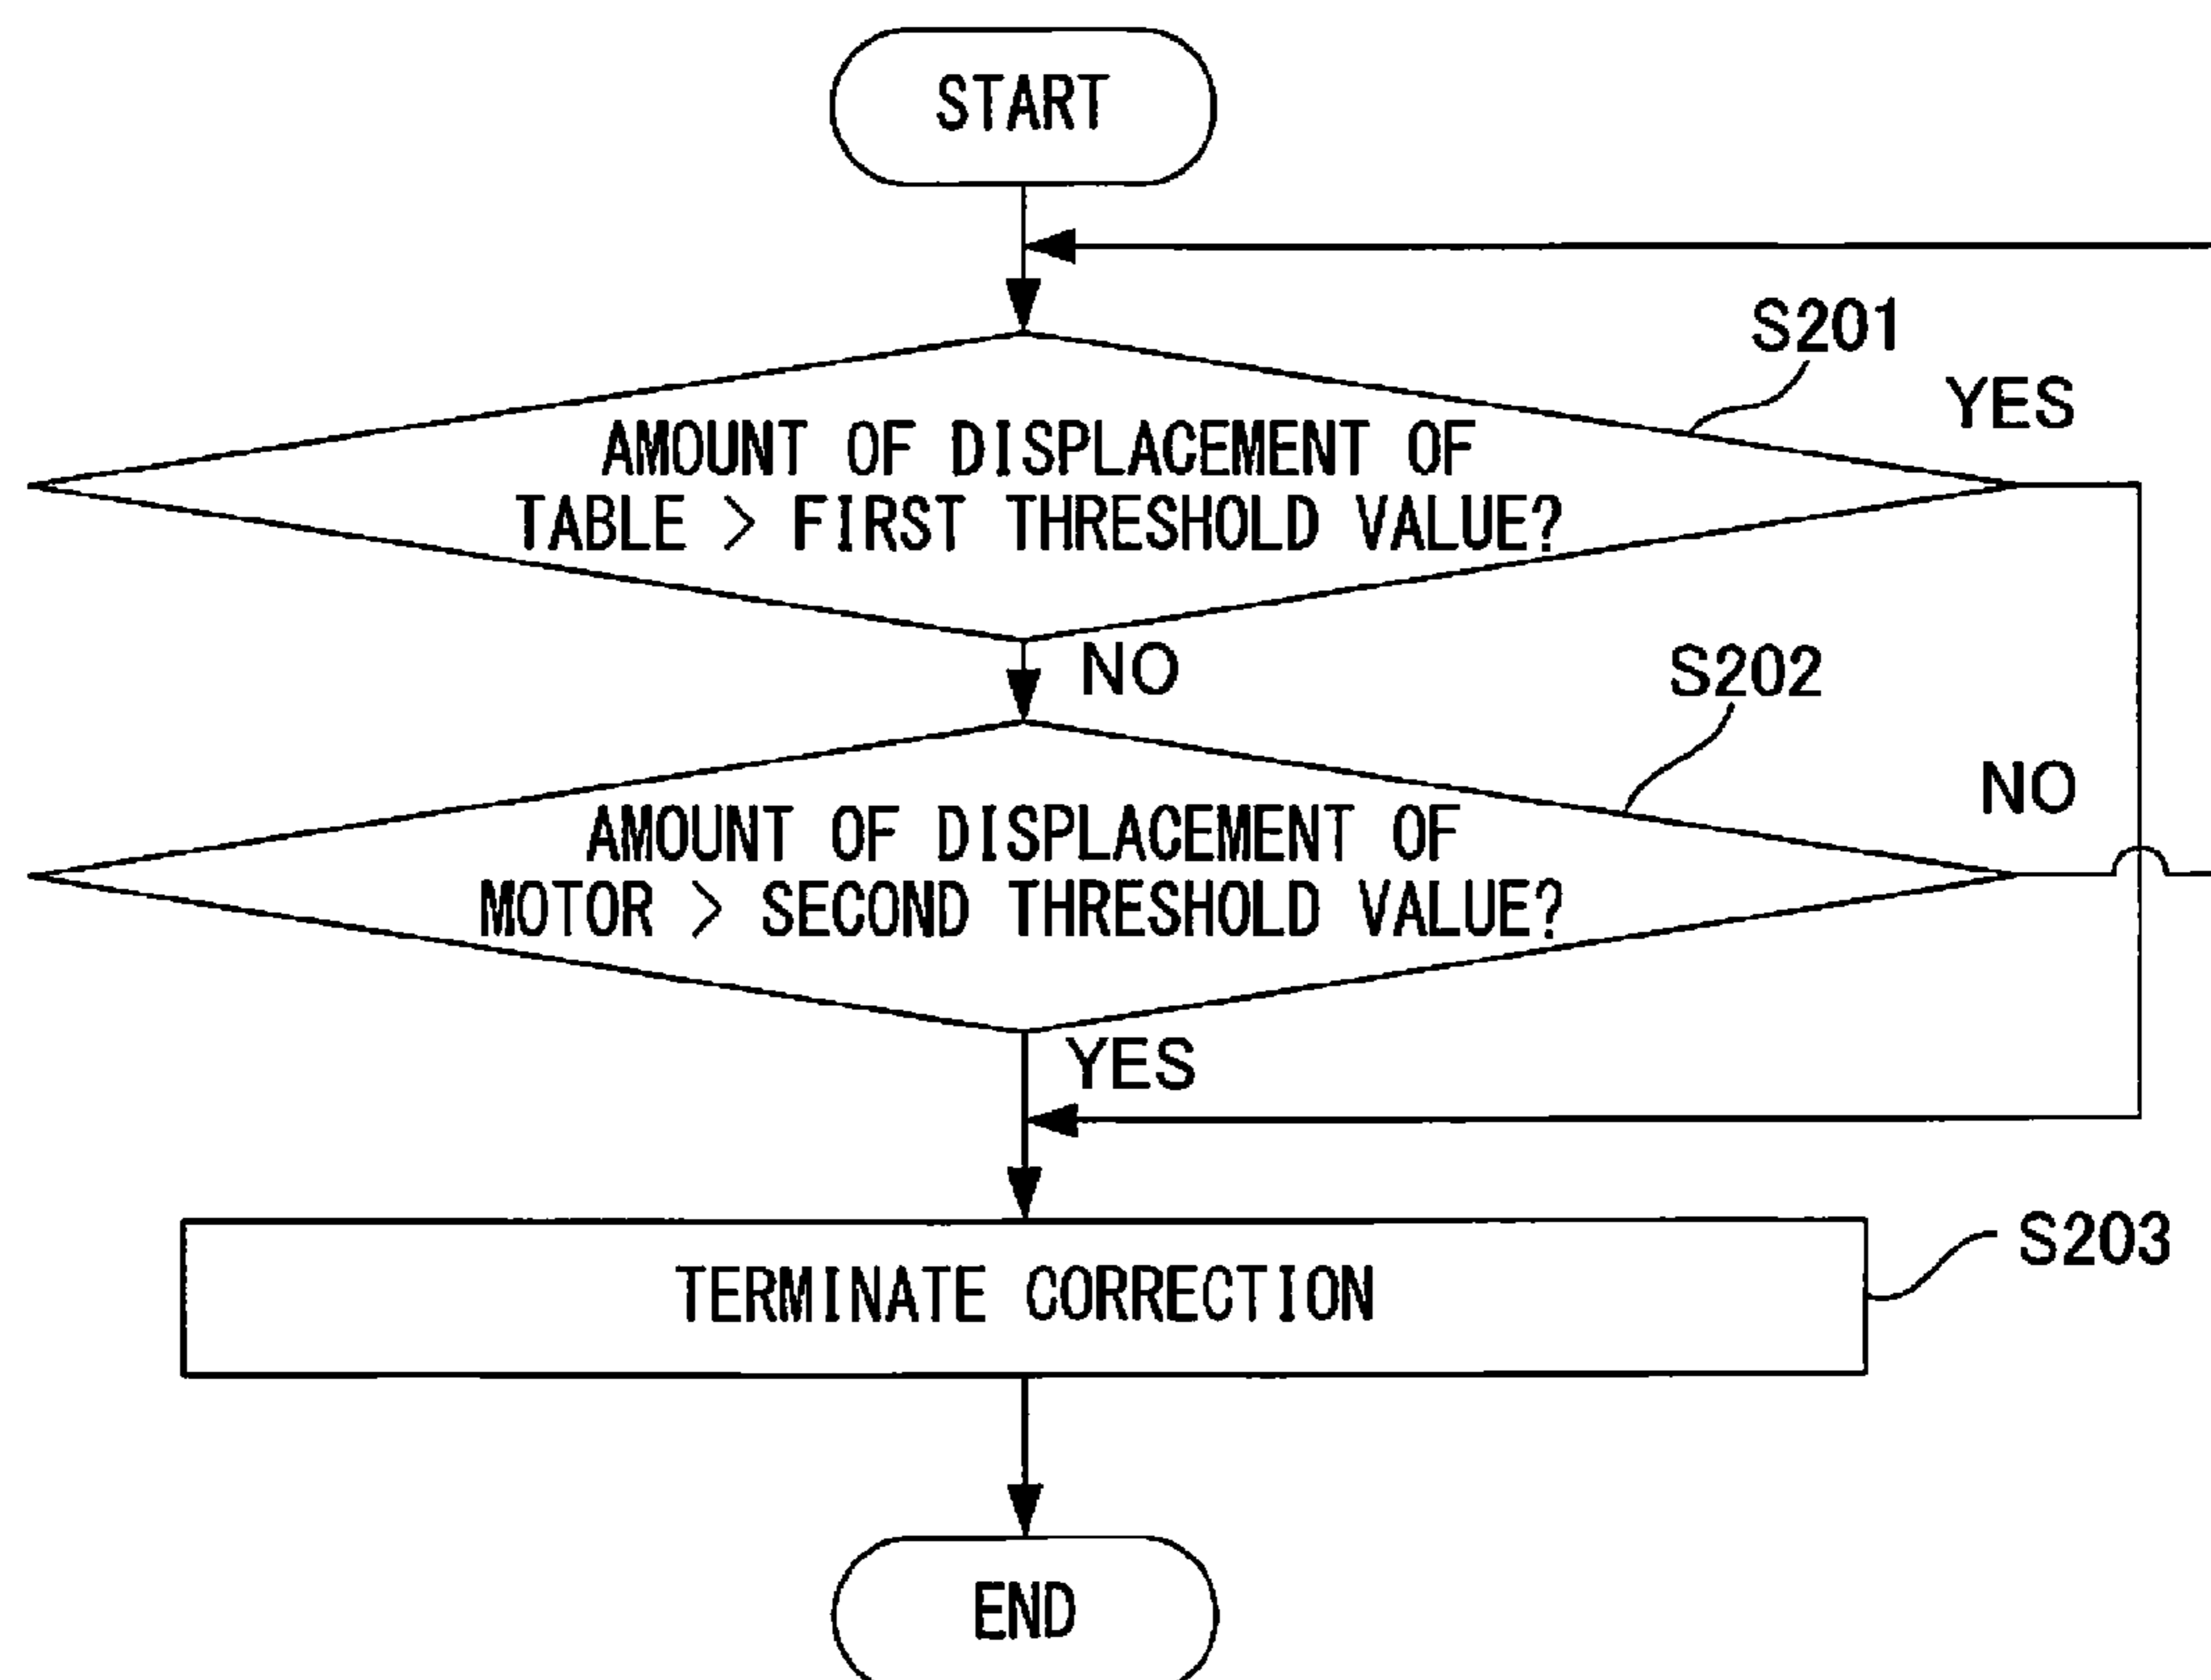 START
S201
YES
AMOUNT OF DISPLACEMENT OF
TABLE > FIRST THRESHOLD VALUE?
NO
S202
NO
AMOUNT OF DISPLACEMENT OF
MOTOR > SECOND THRESHOLD VALUE?
YES
S203
TERMINATE CORRECTION
END